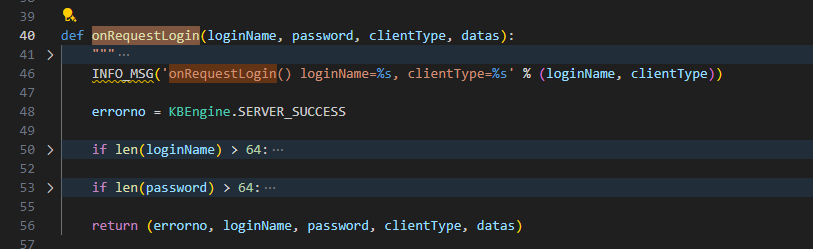 39
40 def onRequestLogin(loginName, password, clientType, datas):
41 > """ ...
46 INFO_MSG('onRequestLogin() loginName=%s, clientType=%s' % (loginName, clientType))
47
48 errorno = KBEngine.SERVER_SUCCESS
49
50 > if len(loginName) > 64: ...
52
53 > if len(password) > 64: ...
55
56 return (errorno, loginName, password, clientType, datas)
57